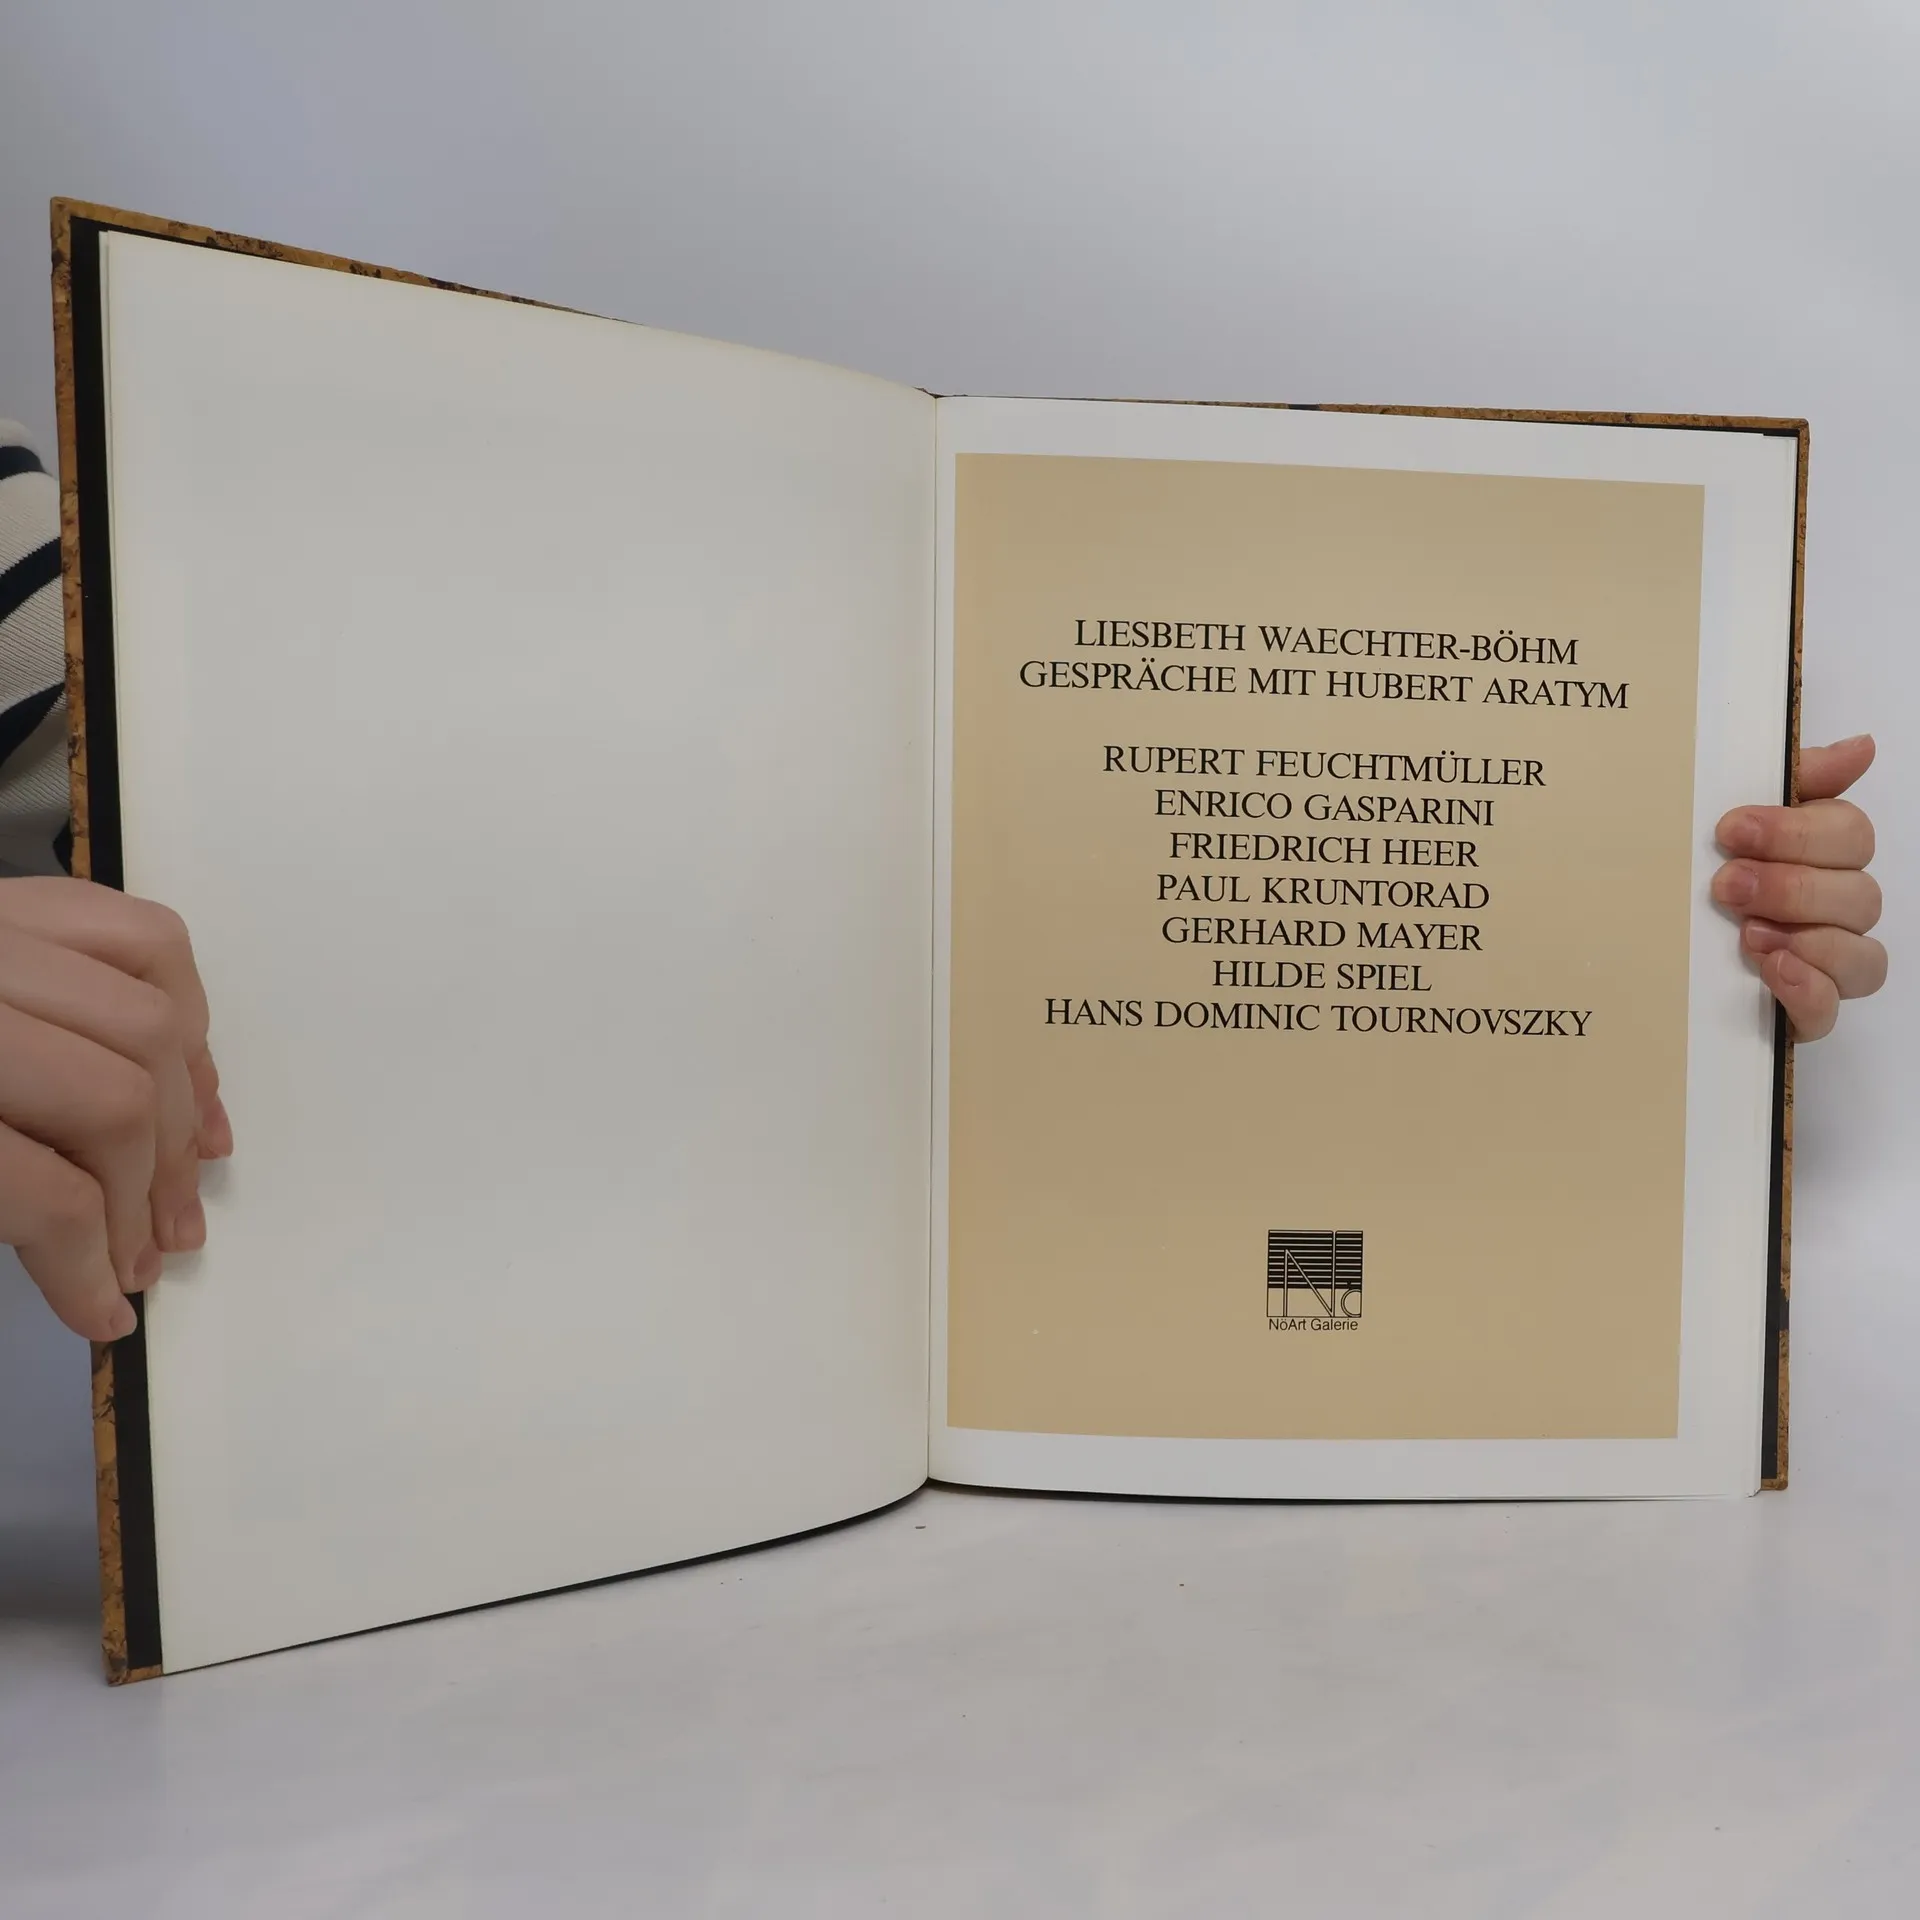 LIESBETH WAECHTER-BÖHM
GESPRÄCHE MIT HUBERT ARATYM
RUPERT FEUCHTMÜLLER
ENRICO GASPARINI
FRIEDRICH HEER
PAUL KRUNTORAD
GERHARD MAYER
HILDE SPIEL
HANS DOMINIC TOURNOVSZKY
Nö
NöArt Galerie